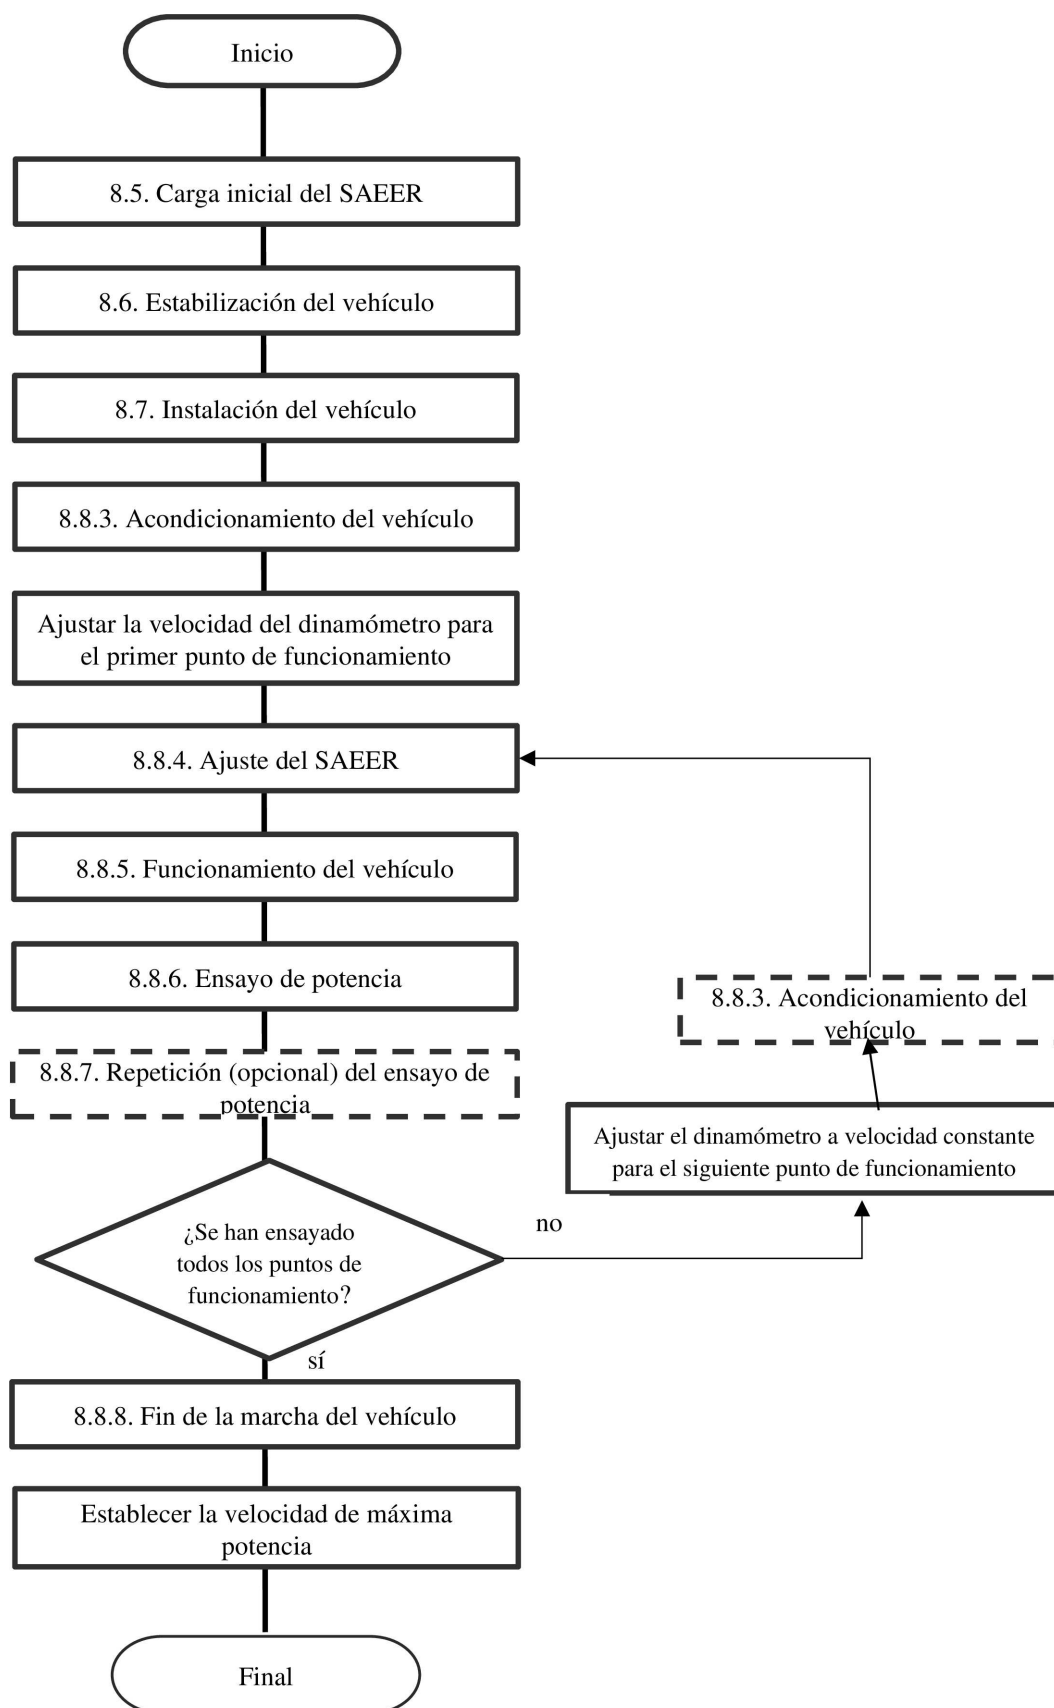 Inicio
8.5. Carga inicial del SAEER
8.6. Estabilización del vehículo
8.7. Instalación del vehículo
8.8.3. Acondicionamiento del vehículo
Ajustar la velocidad del dinamómetro para
el primer punto de funcionamiento
8.8.4. Ajuste del SAEER
8.8.5. Funcionamiento del vehículo
8.8.6. Ensayo de potencia
8.8.3. Acondicionamiento del
vehículo
8.8.7. Repetición (opcional) del ensayo de
potencia
Ajustar el dinamómetro a velocidad constante
para el siguiente punto de funcionamiento
no
¿Se han ensayado
todos los puntos de
funcionamiento?
sí
8.8.8. Fin de la marcha del vehículo
Establecer la velocidad de máxima
potencia
Final